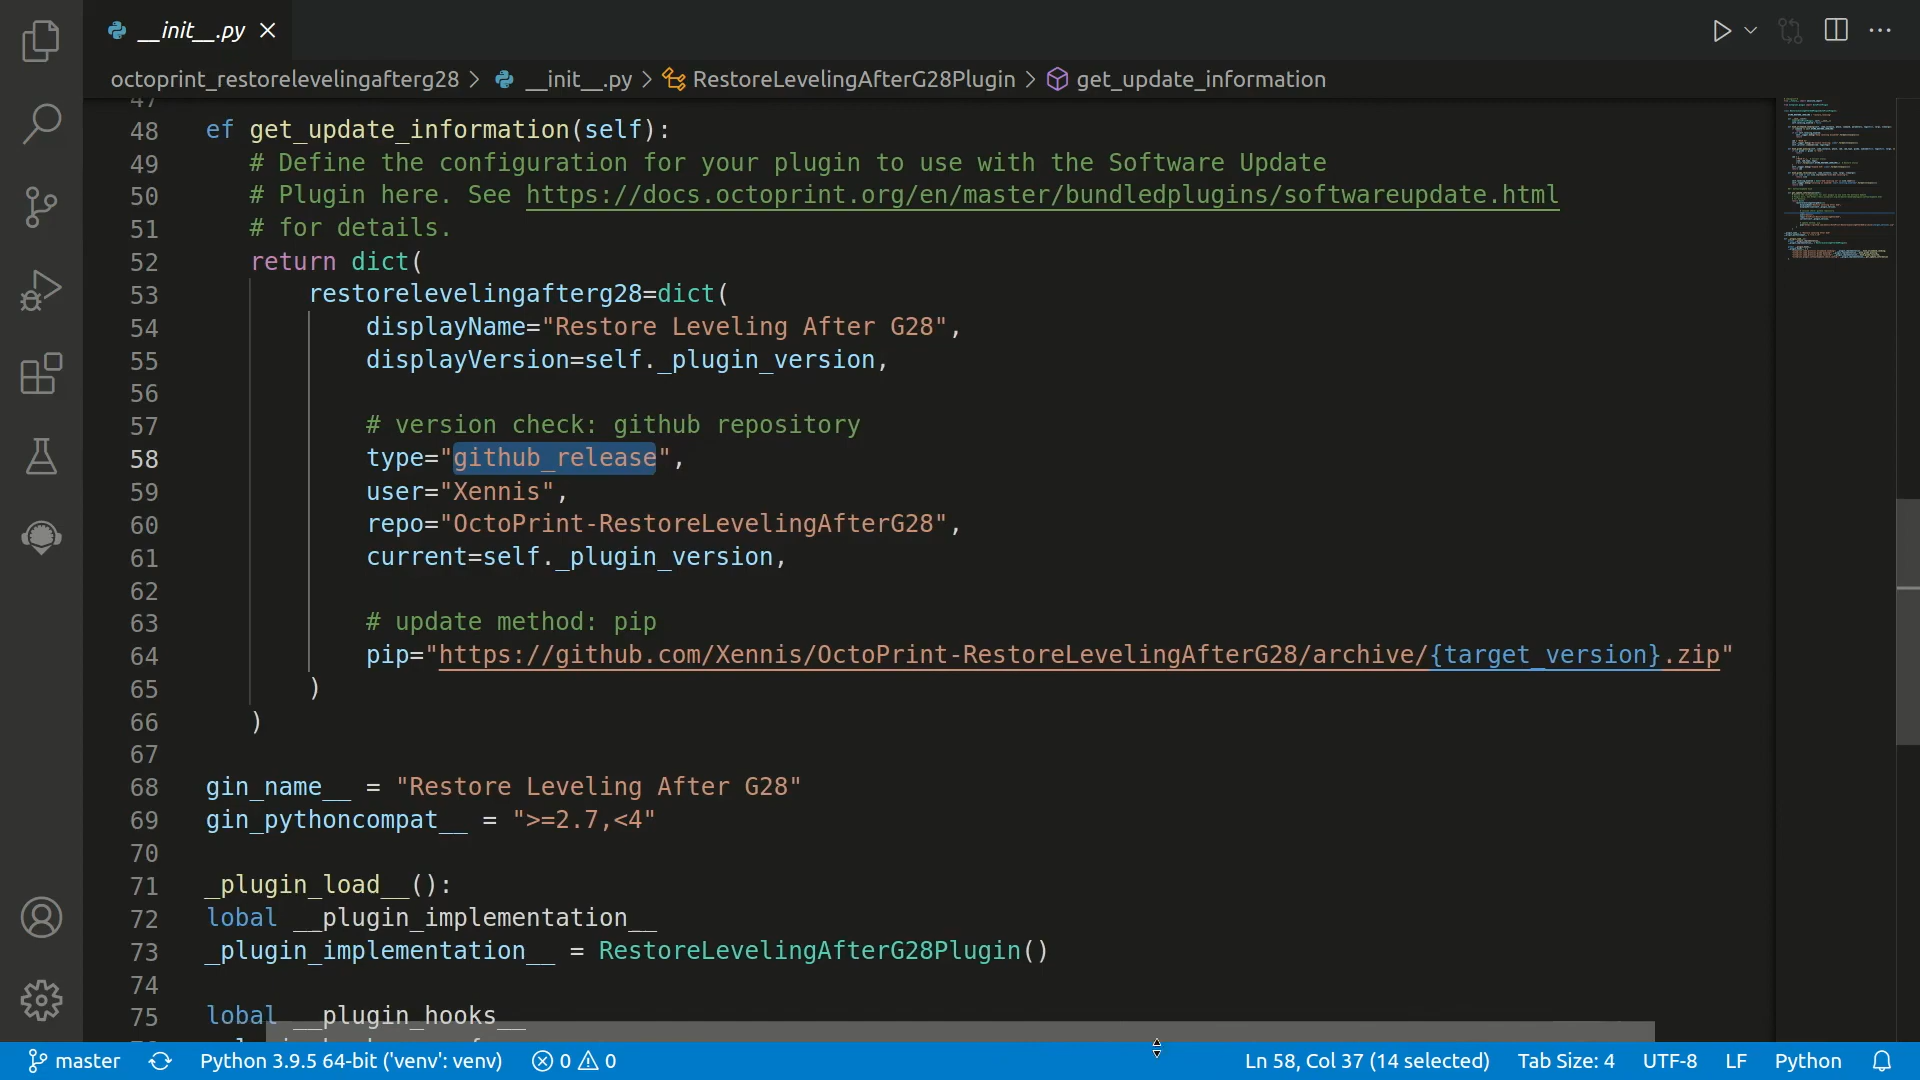 __init__.py
octoprint_restorelevelingafterg28 > __init__.py > RestoreLevelingAfterG28Plugin > get_update_information
47
48 ef get_update_information(self):
49 # Define the configuration for your plugin to use with the Software Update
50 # Plugin here. See https://docs.octoprint.org/en/master/bundledplugins/softwareupdate.html
51 # for details.
52 return dict(
53 restorelevelingafterg28=dict(
54 displayName="Restore Leveling After G28",
55 displayVersion=self._plugin_version,
56
57 # version check: github repository
58 type="github_release",
59 user="Xennis",
60 repo="OctoPrint-RestoreLevelingAfterG28",
61 current=self._plugin_version,
62
63 # update method: pip
64 pip="https://github.com/Xennis/OctoPrint-RestoreLevelingAfterG28/archive/{target_version}.zip"
65 )
66 )
67
68 gin_name__ = "Restore Leveling After G28"
69 gin_pythoncompat__ = ">=2.7,<4"
70
71 _plugin_load__():
72 lobal __plugin_implementation__
73 _plugin_implementation__ = RestoreLevelingAfterG28Plugin()
74
75 lobal __plugin_hooks__
master Python 3.9.5 64-bit ('venv': venv) 0 0 Ln 58, Col 37 (14 selected) Tab Size: 4 UTF-8 LF Python